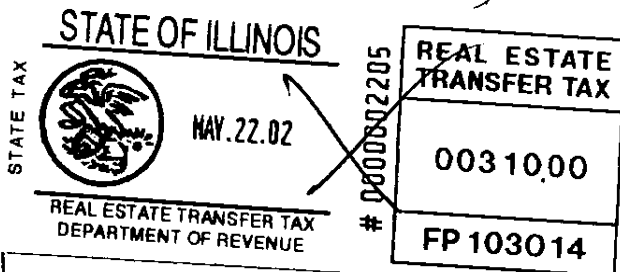 STATE OF ILLINOIS
STATE TAX
MAY.22.02
REAL ESTATE TRANSFER TAX
DEPARTMENT OF REVENUE
# 0000002205
REAL ESTATE
TRANSFER TAX
0031000
FP 103014